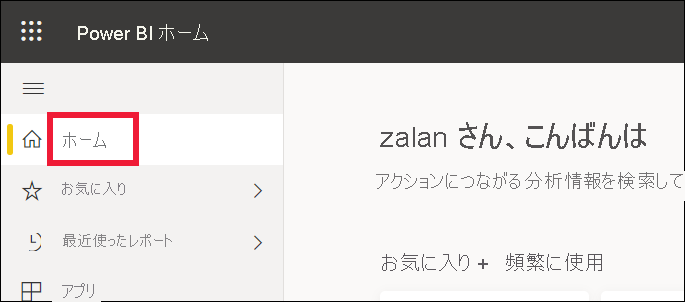 Power BI ホーム
ホーム
お気に入り
最近使ったレポート
アプリ
zalan さん、こんばんは
アクションにつながる分析情報を検索して
お気に入り + 頻繁に使用